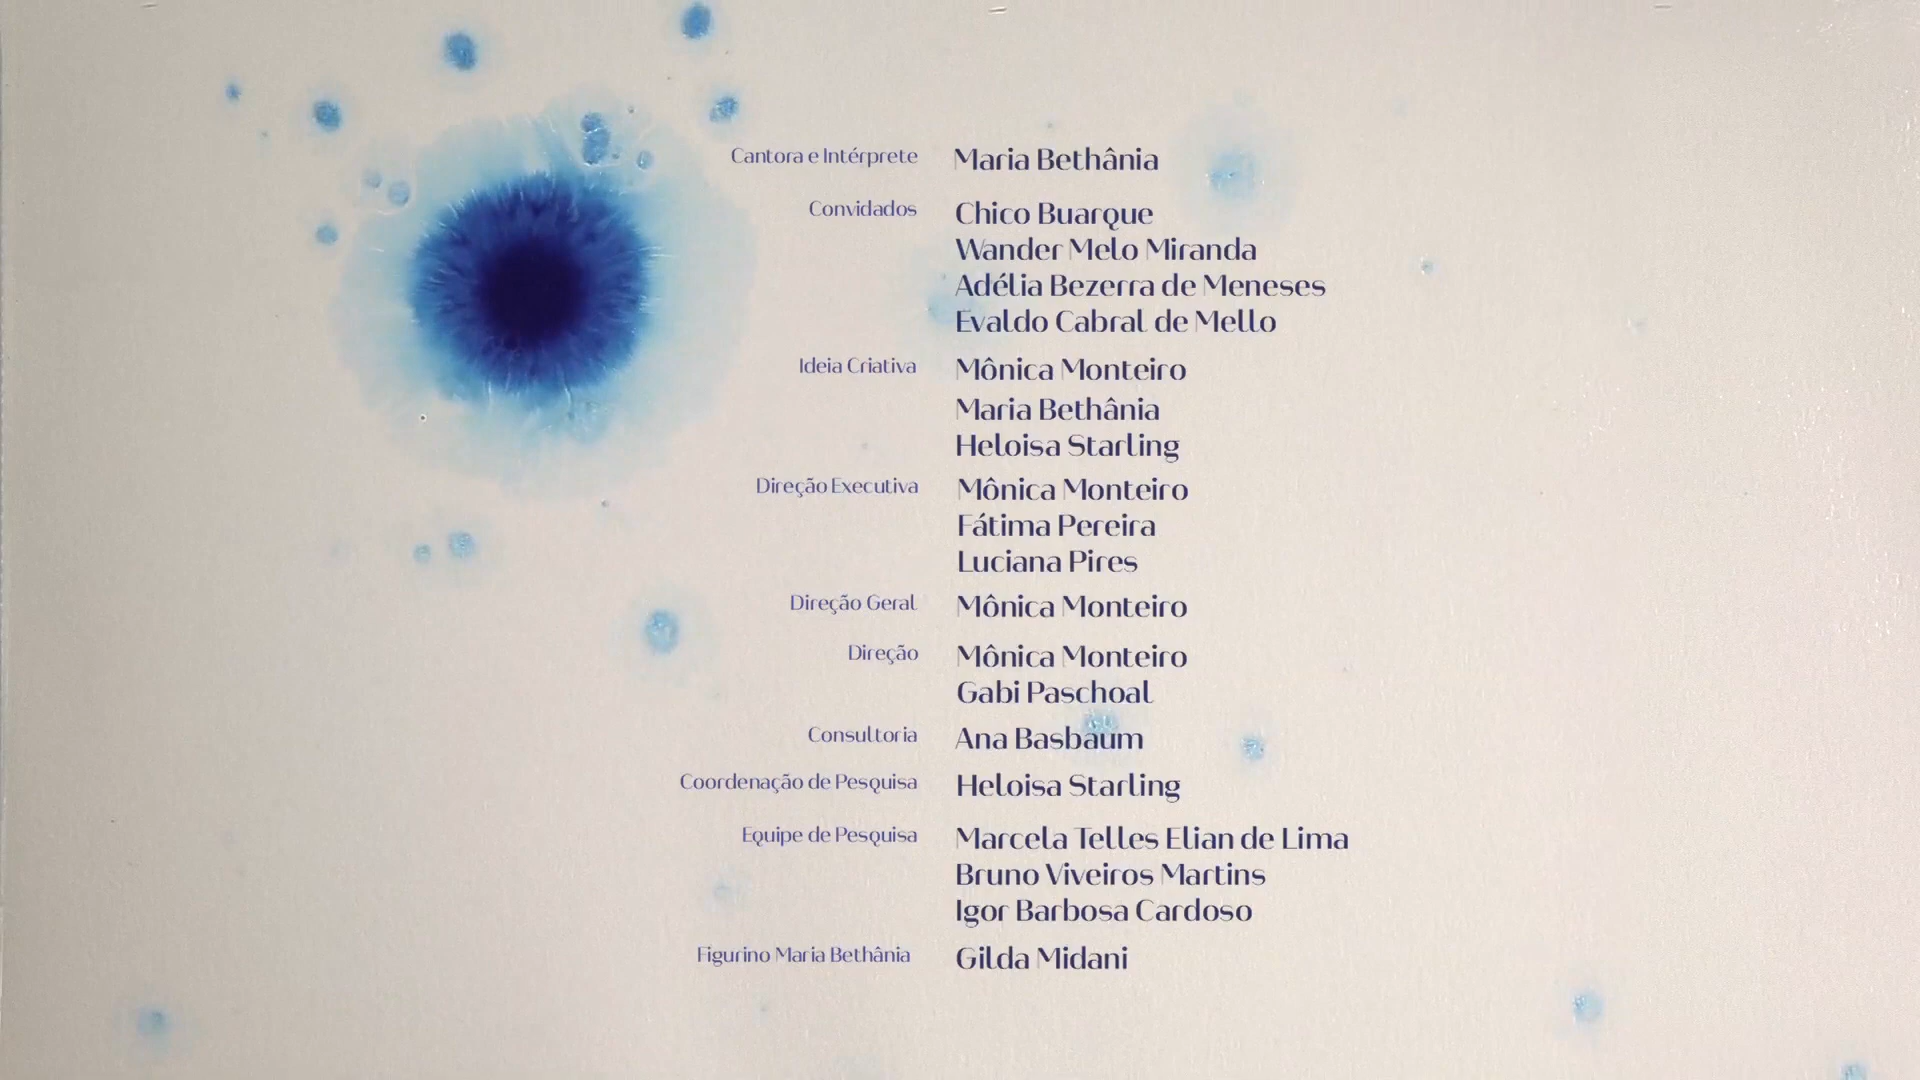 Cantora e Intérprete Maria Bethânia
Convidados Chico Buarque
Wander Melo Miranda
Adélia Bezerra de Meneses
Evaldo Cabral de Mello
Ideia Criativa Mônica Monteiro
Maria Bethânia
Heloisa Starling
Direção Executiva Mônica Monteiro
Fátima Pereira
Luciana Pires
Direção Geral Mônica Monteiro
Direção Mônica Monteiro
Gabi Paschoal
Consultoria Ana Basbaum
Coordenação de Pesquisa Heloisa Starling
Equipe de Pesquisa Marcela Telles Elian de Lima
Bruno Viveiros Martins
Igor Barbosa Cardoso
Figurino Maria Bethânia Gilda Midani